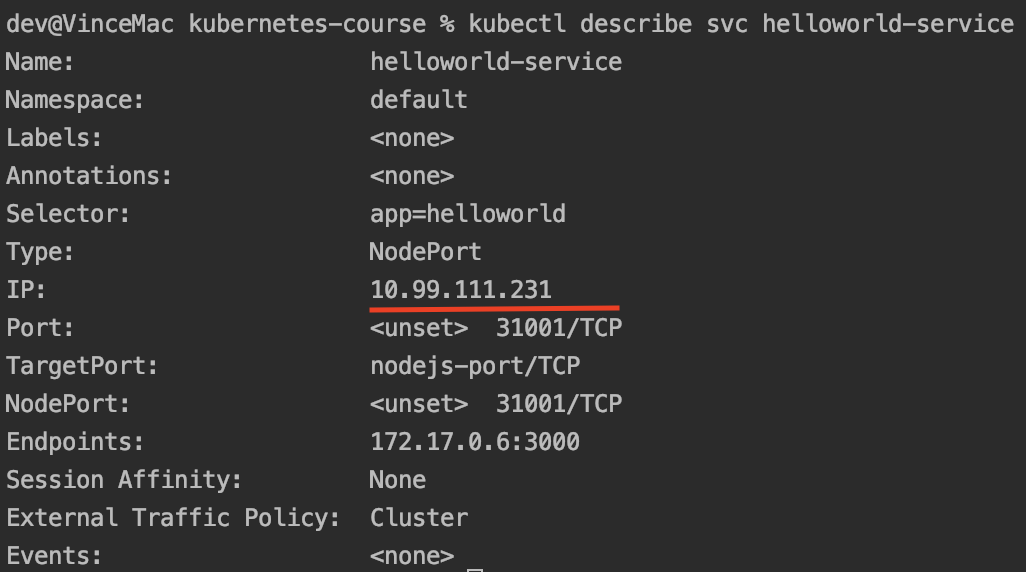 dev@VinceMac kubernetes-course % kubectl describe svc helloworld-service
Name: helloworld-service
Namespace: default
Labels: <none>
Annotations: <none>
Selector: app=helloworld
Type: NodePort
IP: 10.99.111.231
Port: <unset> 31001/TCP
TargetPort: nodejs-port/TCP
NodePort: <unset> 31001/TCP
Endpoints: 172.17.0.6:3000
Session Affinity: None
External Traffic Policy: Cluster
Events: <none>